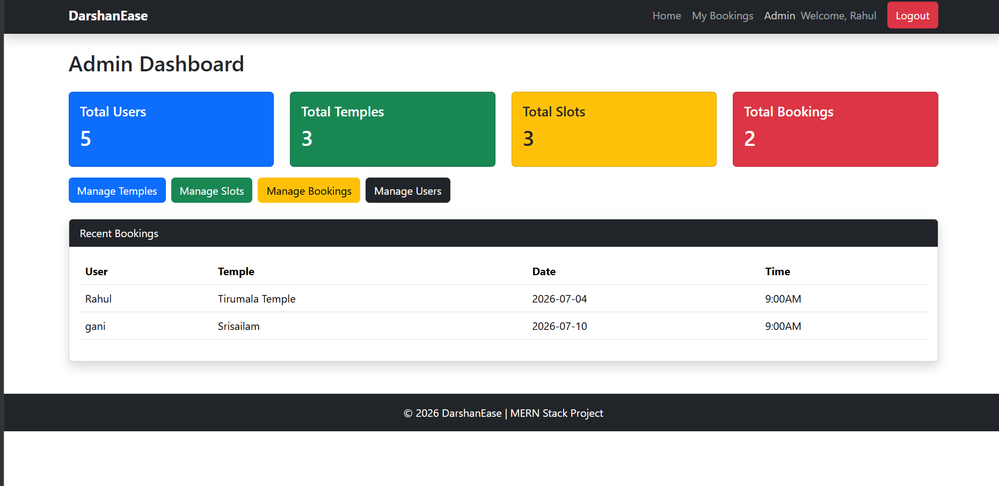 DarshanEase Home My Bookings Admin Welcome, Rahul Logout
Admin Dashboard
Total Users Total Temples Total Slots Total Bookings
5 3 3 2
Manage Temples Manage Slots Manage Bookings Manage Users
Recent Bookings
User Temple Date Time
Rahul Tirumala Temple 2026-07-04 9:00AM
gani Srisailam 2026-07-10 9:00AM
© 2026 DarshanEase | MERN Stack Project